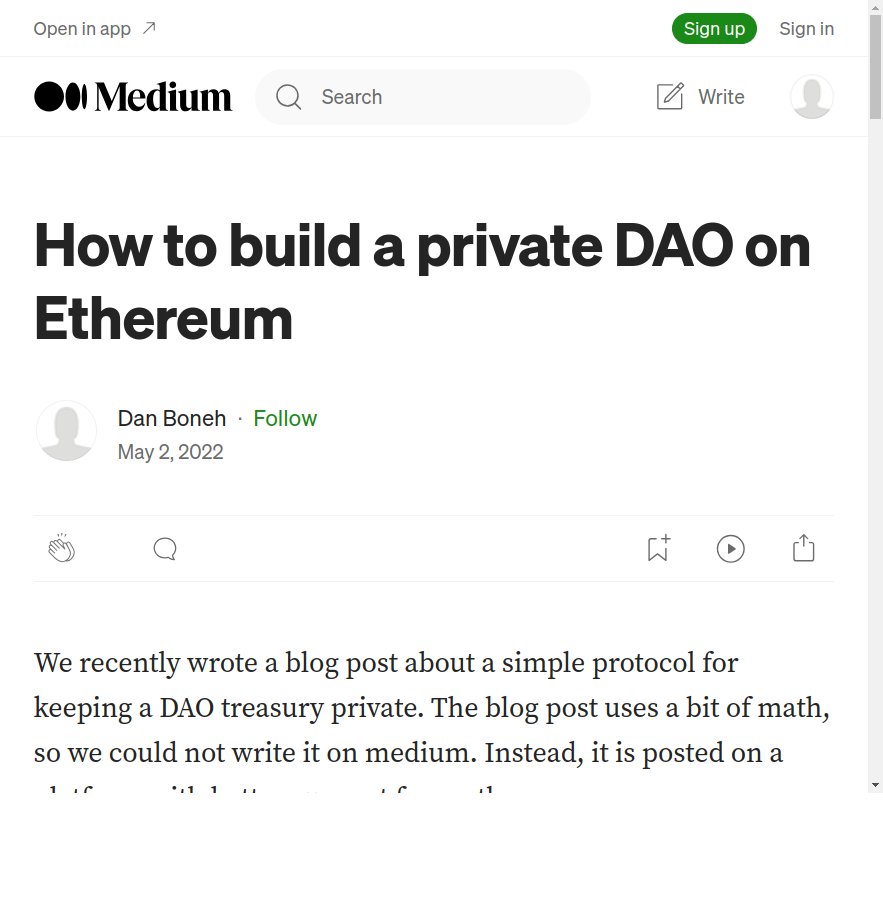 Open in app
Sign up
Sign in
Medium
Search
Write
How to build a private DAO on
Ethereum
Dan Boneh · Follow
May 2, 2022
We recently wrote a blog post about a simple protocol for
keeping a DAO treasury private. The blog post uses a bit of math,
so we could not write it on medium. Instead, it is posted on a